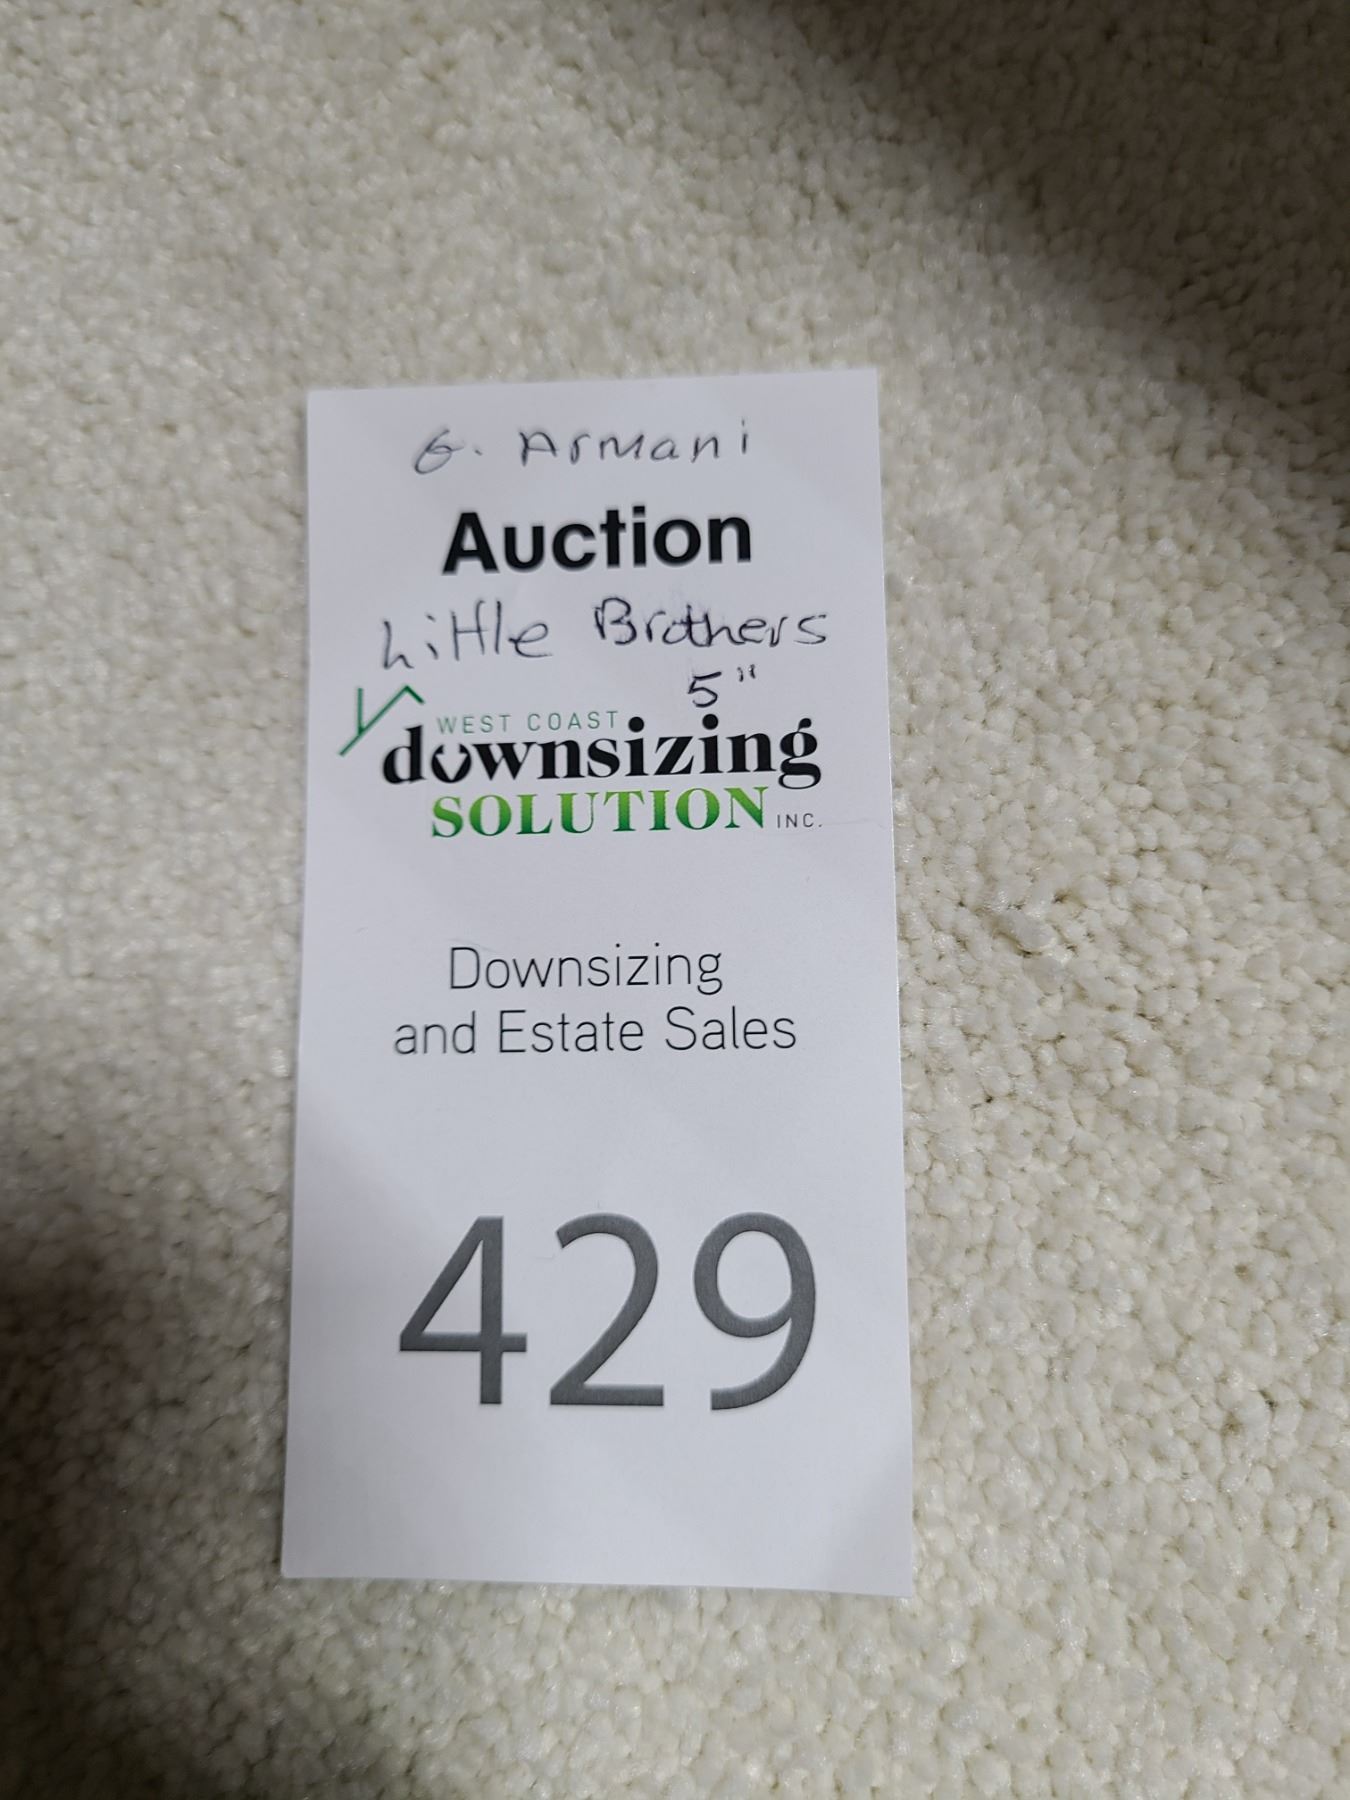 G. Armani
Auction
Little Brothers
5"
WEST COAST
downsizing
SOLUTION INC.
Downsizing
and Estate Sales
429